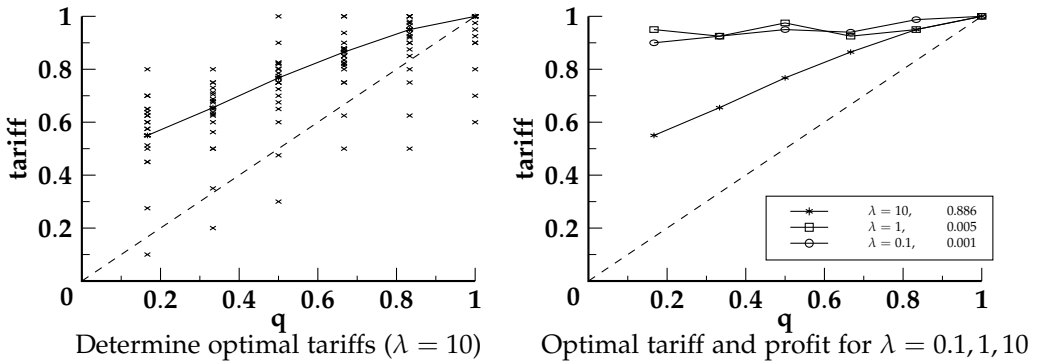 1
0.8
0.6
0.4
0.2
0
tariff
0.2
0.4
0.6
0.8
1
q
Determine optimal tariffs (λ = 10)
1
0.8
0.6
0.4
0.2
0
tariff
0.2
0.4
0.6
0.8
1
q
λ = 10, 0.886
λ = 1, 0.005
λ = 0.1, 0.001
Optimal tariff and profit for λ = 0.1, 1, 10